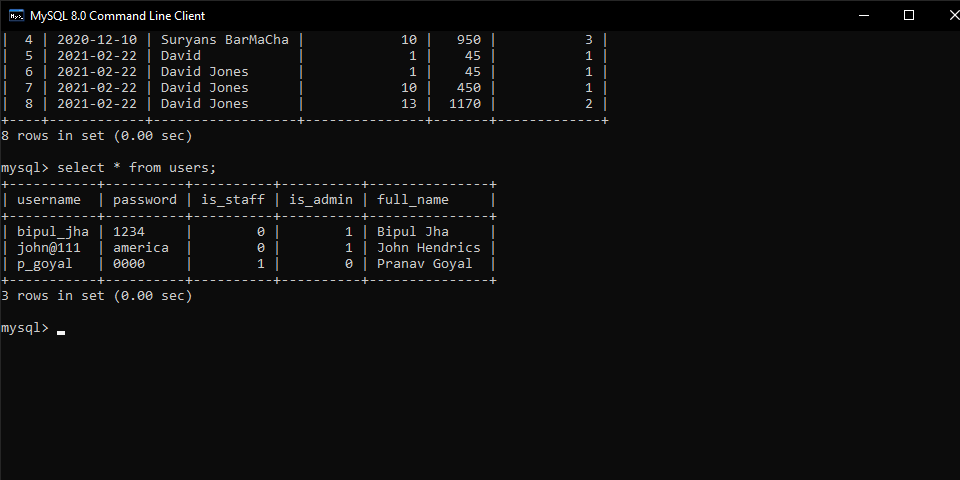 MySQL 8.0 Command Line Client
|  4 | 2020-12-10 | Suryans BarMaCha |            10 |   950 |           3 |
|  5 | 2021-02-22 | David            |             1 |    45 |           1 |
|  6 | 2021-02-22 | David Jones      |             1 |    45 |           1 |
|  7 | 2021-02-22 | David Jones      |            10 |   450 |           1 |
|  8 | 2021-02-22 | David Jones      |            13 |  1170 |           2 |
+----+------------+------------------+---------------+-------+-------------+
8 rows in set (0.00 sec)
mysql> select * from users;
+-----------+----------+----------+----------+---------------+
| username  | password | is_staff | is_admin | full_name     |
+-----------+----------+----------+----------+---------------+
| bipul_jha | 1234     |        0 |        1 | Bipul Jha     |
| john@111  | america  |        0 |        1 | John Hendrics |
| p_goyal   | 0000     |        1 |        0 | Pranav Goyal  |
+-----------+----------+----------+----------+---------------+
3 rows in set (0.00 sec)
mysql>